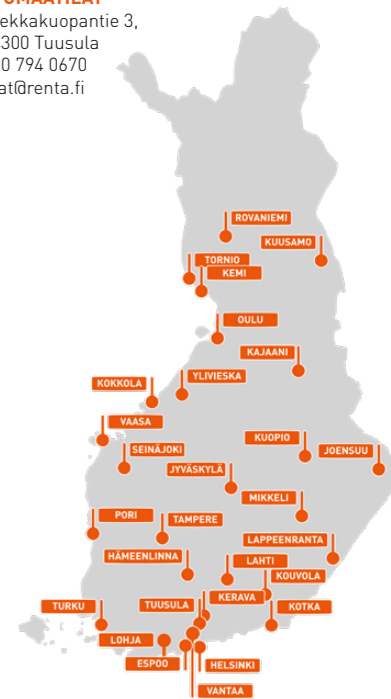 ekkakuopantie 3,
300 Tuusula
0 794 0670
at@renta.fi
ROVANIEMI
KUUSAMO
TORNIO
KEMI
OULU
KAJAANI
YLIVIESKA
KOKKOLA
VAASA
KUOPIO
SEINÄJOKI
JOENSUU
JYVÄSKYLÄ
MIKKELI
PORI
TAMPERE
LAPPEENRANTA
HÄMEENLINNA
LAHTI
KOUVOLA
KERAVA
TUUSULA
TURKU
KOTKA
LOHJA
ESPOO
HELSINKI
VANTAA